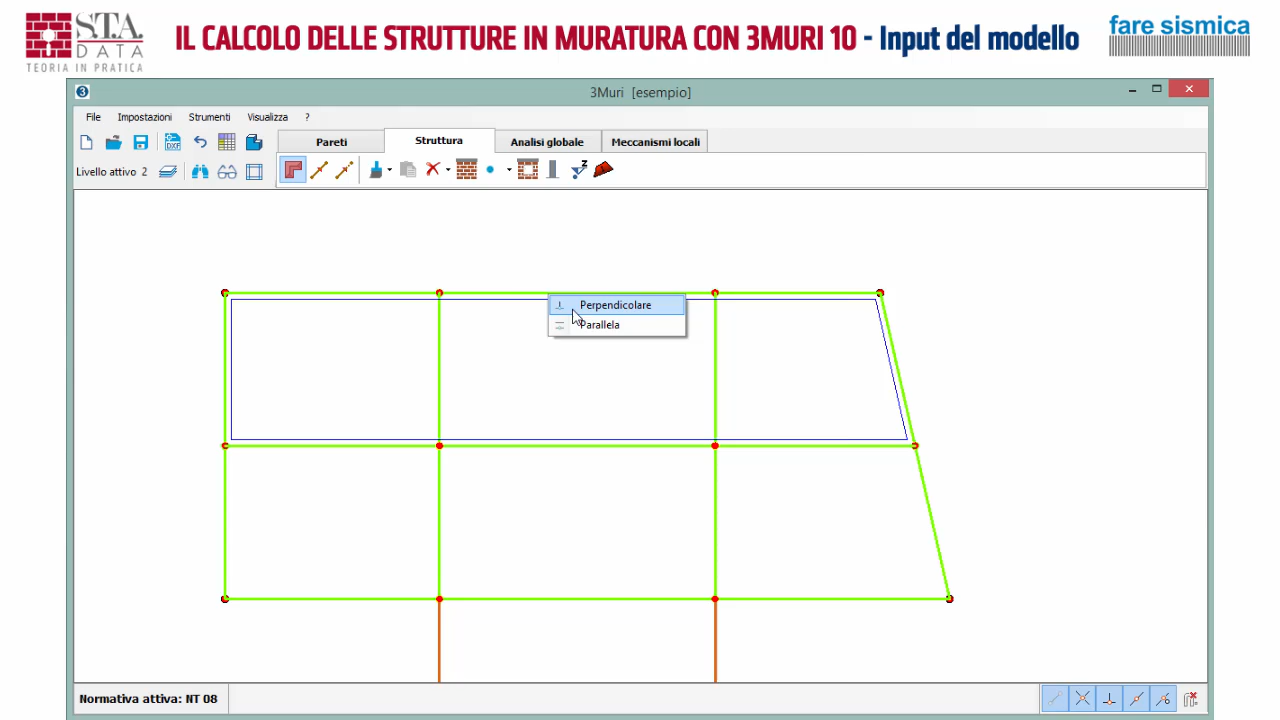 S.T.A.
DATA
TEORIA IN PRATICA
IL CALCOLO DELLE STRUTTURE IN MURATURA CON 3MURI 10 - Input del modello
fare sismica
3
3Muri [esempio]
File Impostazioni Strumenti Visualizza ?
DXF
Pareti Struttura Analisi globale Meccanismi locali
Livello attivo 2
Z
Perpendicolare
Parallela
Normativa attiva: NT 08